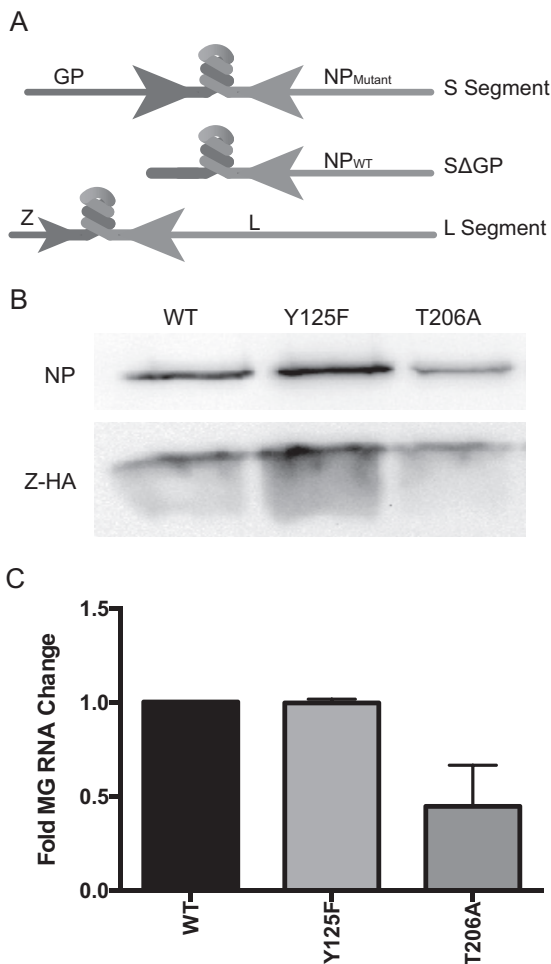 A
GP NPMutant S Segment
NPWT SΔGP
Z L L Segment
B
WT Y125F T206A
NP
Z-HA
C
1.5
1.0
0.5
0.0
Fold MG RNA Change
WT Y125F T206A